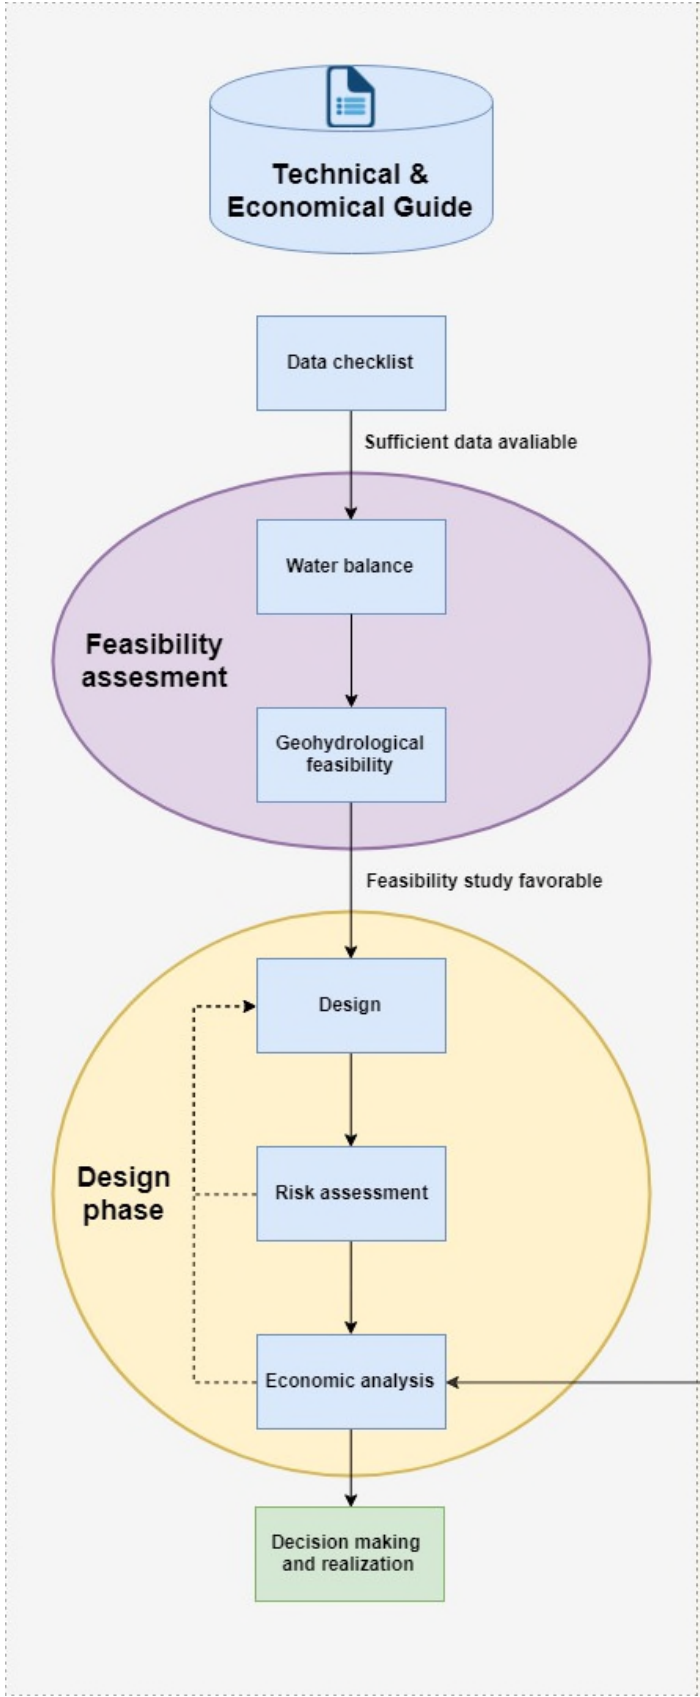 Technical &
Economical Guide
Data checklist
Sufficient data avaliable
Water balance
Feasibility
assesment
Geohydrological
feasibility
Feasibility study favorable
Design
Design
phase
Risk assessment
Economic analysis
Decision making
and realization